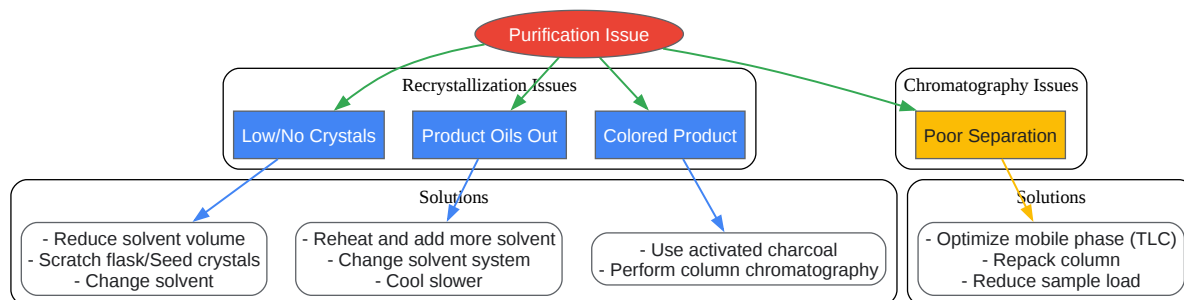 Purification Issue
Recrystallization Issues
Chromatography Issues
Low/No Crystals
Product Oils Out
Colored Product
Poor Separation
Solutions
Solutions
- Reduce solvent volume
- Scratch flask/Seed crystals
- Change solvent
- Reheat and add more solvent
- Change solvent system
- Cool slower
- Use activated charcoal
- Perform column chromatography
- Optimize mobile phase (TLC)
- Repack column
- Reduce sample load